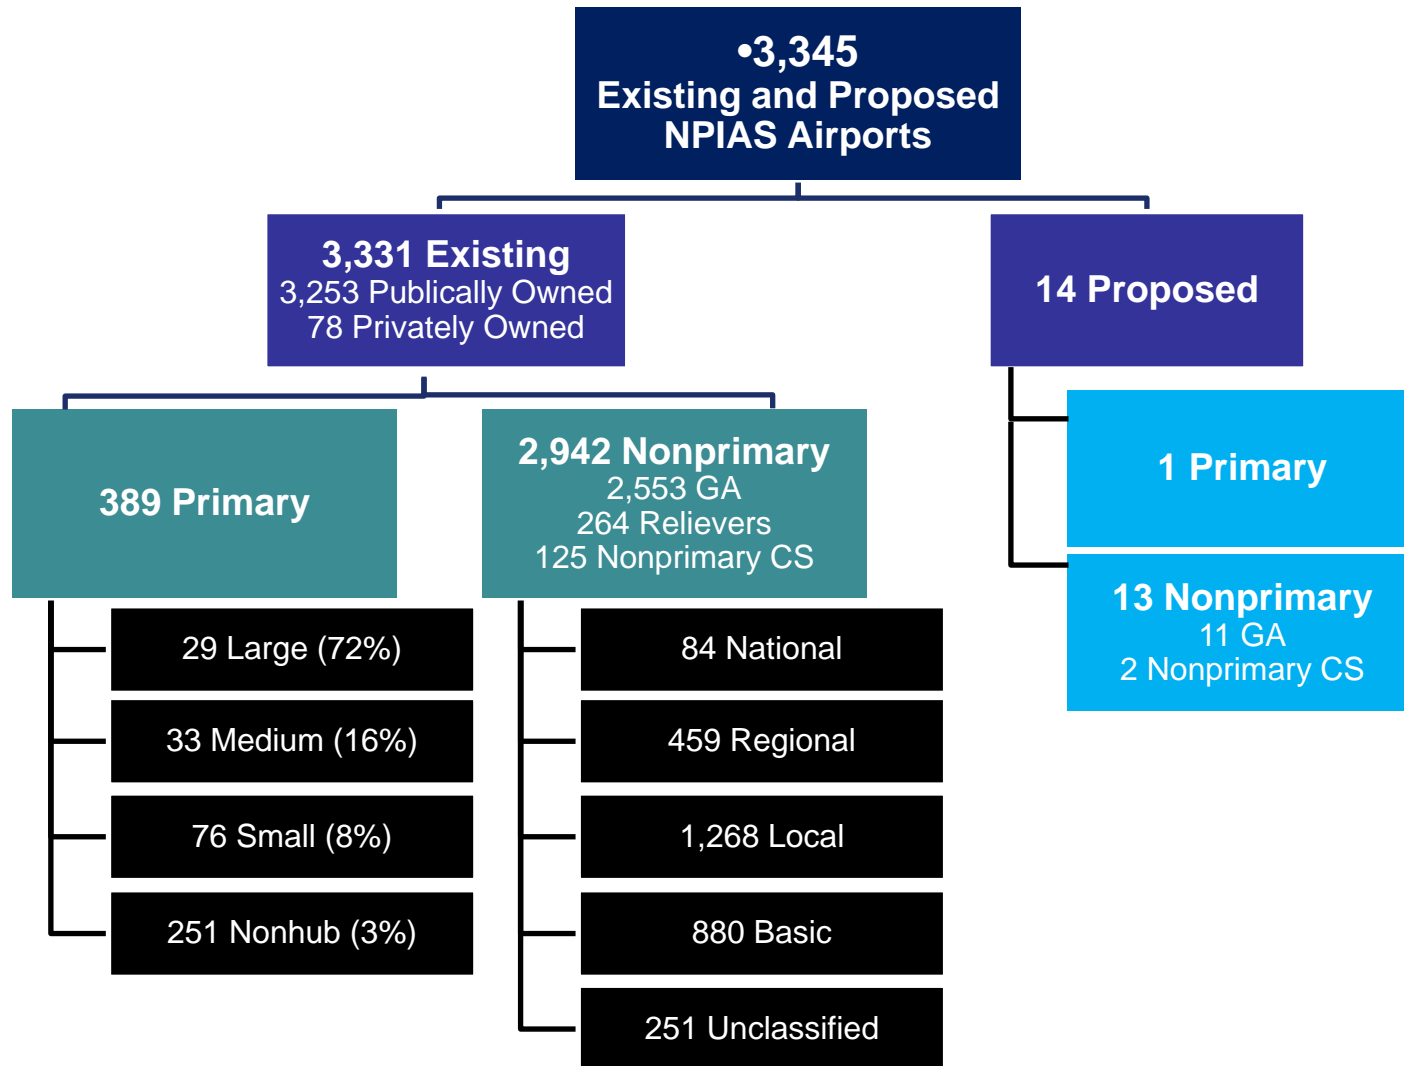 •3,345
Existing and Proposed
NPIAS Airports
3,331 Existing
3,253 Publically Owned
78 Privately Owned
14 Proposed
389 Primary
2,942 Nonprimary
2,553 GA
264 Relievers
125 Nonprimary CS
1 Primary
13 Nonprimary
11 GA
2 Nonprimary CS
29 Large (72%)
33 Medium (16%)
76 Small (8%)
251 Nonhub (3%)
84 National
459 Regional
1,268 Local
880 Basic
251 Unclassified